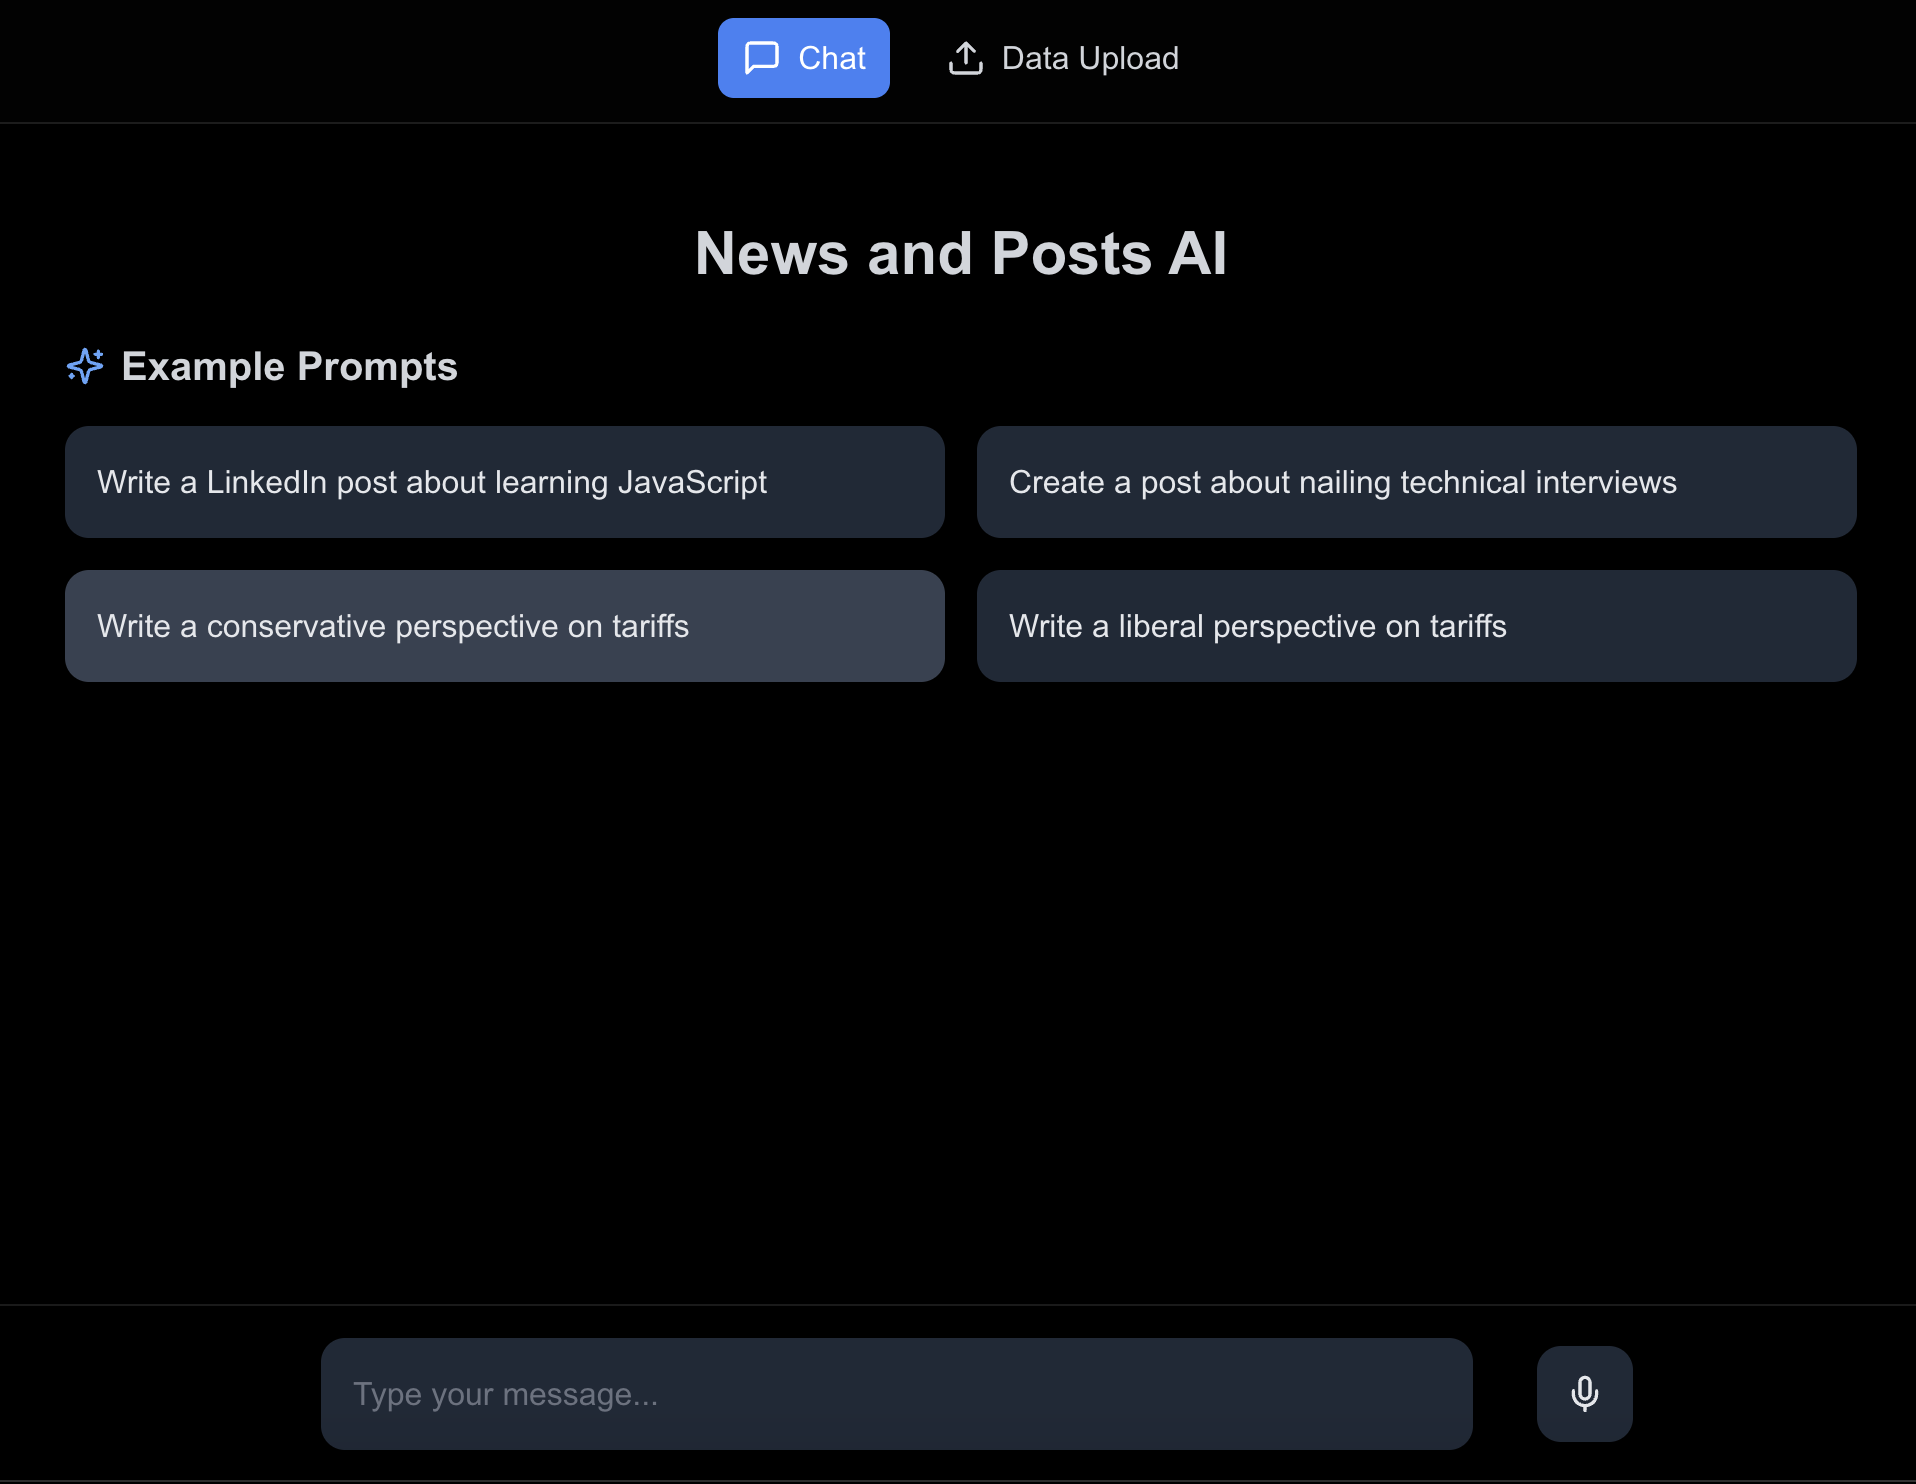 Chat
Data Upload
News and Posts AI
Example Prompts
Write a LinkedIn post about learning JavaScript
Create a post about nailing technical interviews
Write a conservative perspective on tariffs
Write a liberal perspective on tariffs
Type your message...